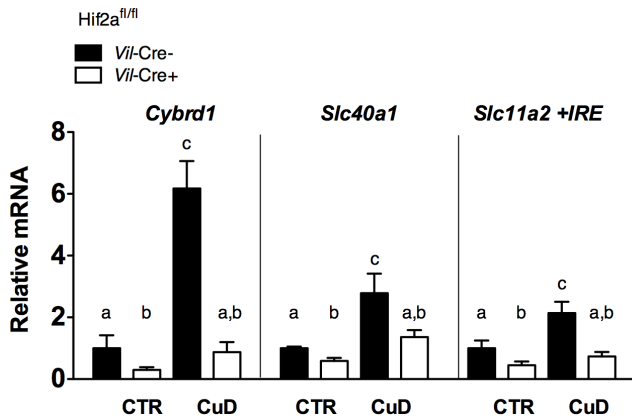 Hif2a^fl/fl
Vil-Cre-
Vil-Cre+
Cybrd1 Slc40a1 Slc11a2 +IRE
Relative mRNA
8
6
4
2
0
a b c a,b a b c a,b a b c a,b
CTR CuD CTR CuD CTR CuD